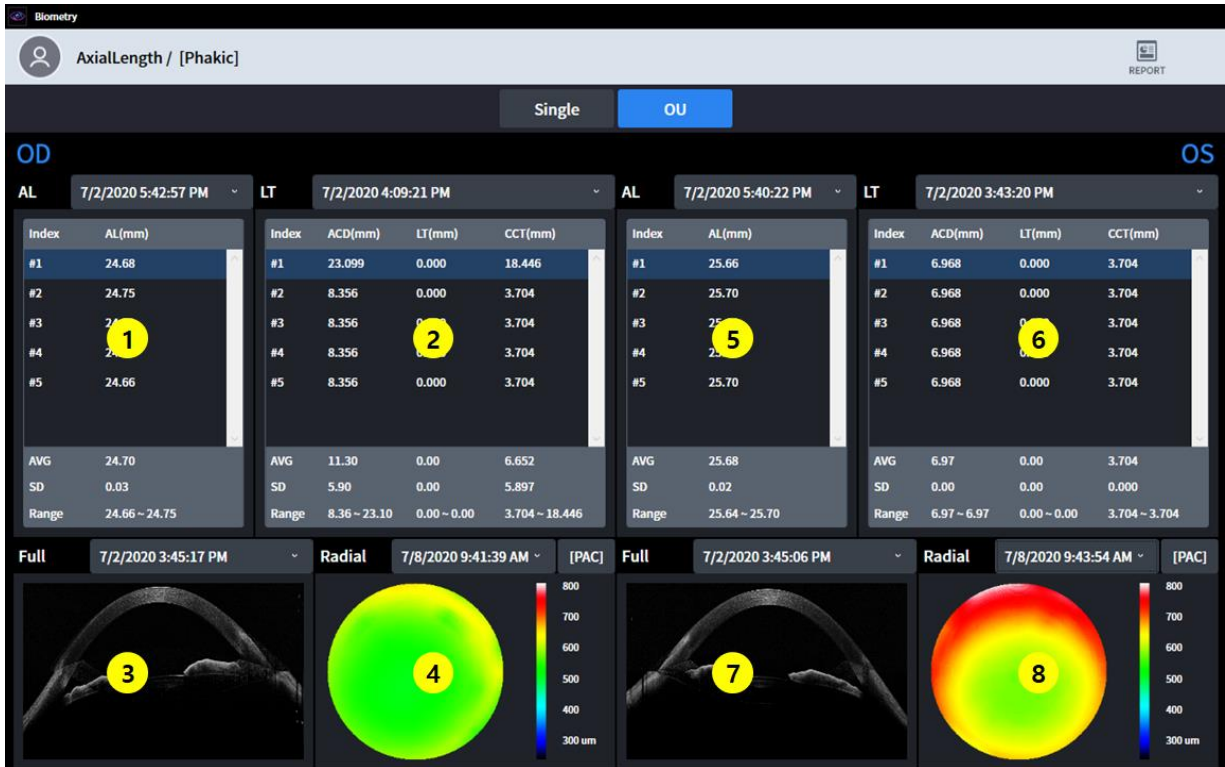 Biometry
AxialLength / [Phakic]
REPORT
Single OU
OD OS
AL 7/2/2020 5:42:57 PM LT 7/2/2020 4:09:21 PM AL 7/2/2020 5:40:22 PM LT 7/2/2020 3:43:20 PM
Index AL(mm) Index ACD(mm) LT(mm) CCT(mm) Index AL(mm) Index ACD(mm) LT(mm) CCT(mm)
#1 24.68 #1 23.099 0.000 18.446 #1 25.66 #1 6.968 0.000 3.704
#2 24.75 #2 8.356 0.000 3.704 #2 25.70 #2 6.968 0.000 3.704
#3 #3 8.356 3.704 #3 #3 6.968 3.704
1 2 5 6
#4 #4 8.356 3.704 #4 #4 6.968 3.704
#5 24.66 #5 8.356 0.000 3.704 #5 25.70 #5 6.968 0.000 3.704
AVG 24.70 AVG 11.30 0.00 6.652 AVG 25.68 AVG 6.97 0.00 3.704
SD 0.03 SD 5.90 0.00 5.897 SD 0.02 SD 0.00 0.00 0.000
Range 24.66 ~ 24.75 Range 8.36 ~ 23.10 0.00 ~ 0.00 3.704 ~ 18.446 Range 25.64 ~ 25.70 Range 6.97 ~ 6.97 0.00 ~ 0.00 3.704 ~ 3.704
Full 7/2/2020 3:45:17 PM Radial 7/8/2020 9:41:39 AM [PAC] Full 7/2/2020 3:45:06 PM Radial 7/8/2020 9:43:54 AM [PAC]
800 800
700 700
600 600
3 4 7 8
500 500
400 400
300 um 300 um